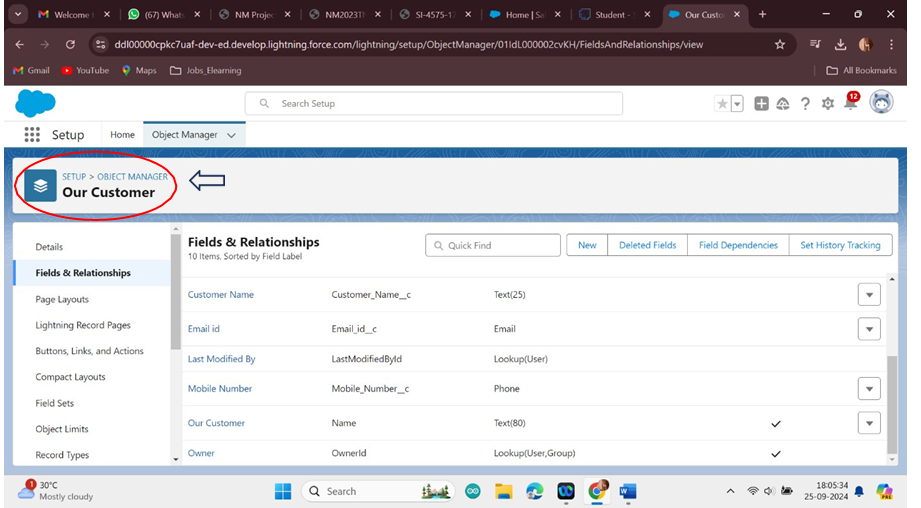 Welcome
(67) What
NM Proje
NM2023T
SI-4575-17
Home | Sa
Student -
Our Custo
ddl00000cpkc7uaf-dev-ed.develop.lightning.force.com/lightning/setup/ObjectManager/01IdL000002cvKH/FieldsAndRelationships/view
Gmail YouTube Maps Jobs_Elearning All Bookmarks
Search Setup
12
Setup Home Object Manager
SETUP > OBJECT MANAGER
Our Customer
Details
Fields & Relationships
Page Layouts
Lightning Record Pages
Buttons, Links, and Actions
Compact Layouts
Field Sets
Object Limits
Record Types
Fields & Relationships
10 Items, Sorted by Field Label
Quick Find
New Deleted Fields Field Dependencies Set History Tracking
Customer Name Customer_Name__c Text(25)
Email id Email_id__c Email
Last Modified By LastModifiedById Lookup(User)
Mobile Number Mobile_Number__c Phone
Our Customer Name Text(80)
Owner OwnerId Lookup(User,Group)
1
30°C
Mostly cloudy
Search
18:05:34
25-09-2024